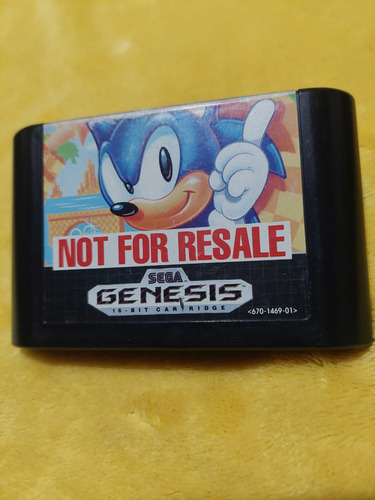 NOT FOR RESALE
SEGA
GENESIS
16-BIT CARTRIDGE
<670-1469-01>